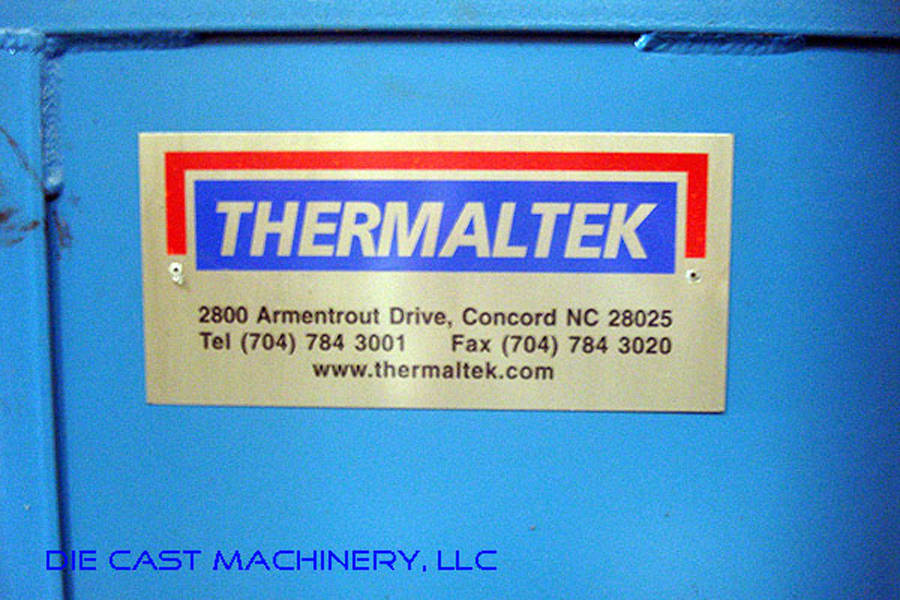 THERMALTEK
2800 Armentrout Drive, Concord NC 28025
Tel (704) 784 3001 Fax (704) 784 3020
www.thermaltek.com
DIE CAST MACHINERY, LLC